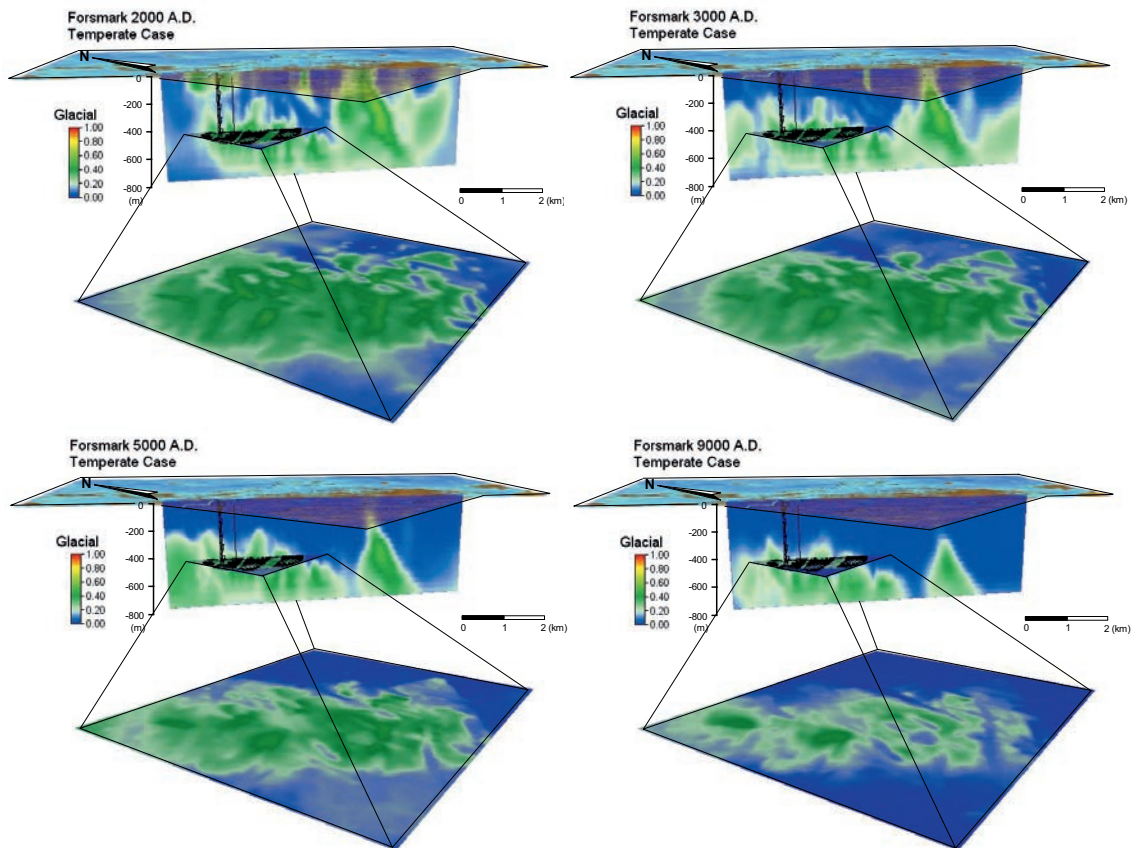 Forsmark 2000 A.D.
Temperate Case
N
0
-200
-400
-600
-800
(m)
Glacial
1.00
0.80
0.60
0.40
0.20
0.00
0 1 2 (km)
Forsmark 3000 A.D.
Temperate Case
N
0
-200
-400
-600
-800
(m)
Glacial
1.00
0.80
0.60
0.40
0.20
0.00
0 1 2 (km)
Forsmark 5000 A.D.
Temperate Case
N
0
-200
-400
-600
-800
(m)
Glacial
1.00
0.80
0.60
0.40
0.20
0.00
0 1 2 (km)
Forsmark 9000 A.D.
Temperate Case
N
0
-200
-400
-600
-800
(m)
Glacial
1.00
0.80
0.60
0.40
0.20
0.00
0 1 2 (km)